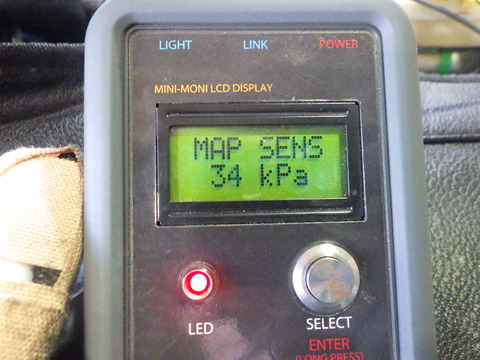 LIGHT LINK POWER
MINI-MONI LCD DISPLAY
MAP SENS
34 kPa
LED SELECT
ENTER
(LONG PRESS)